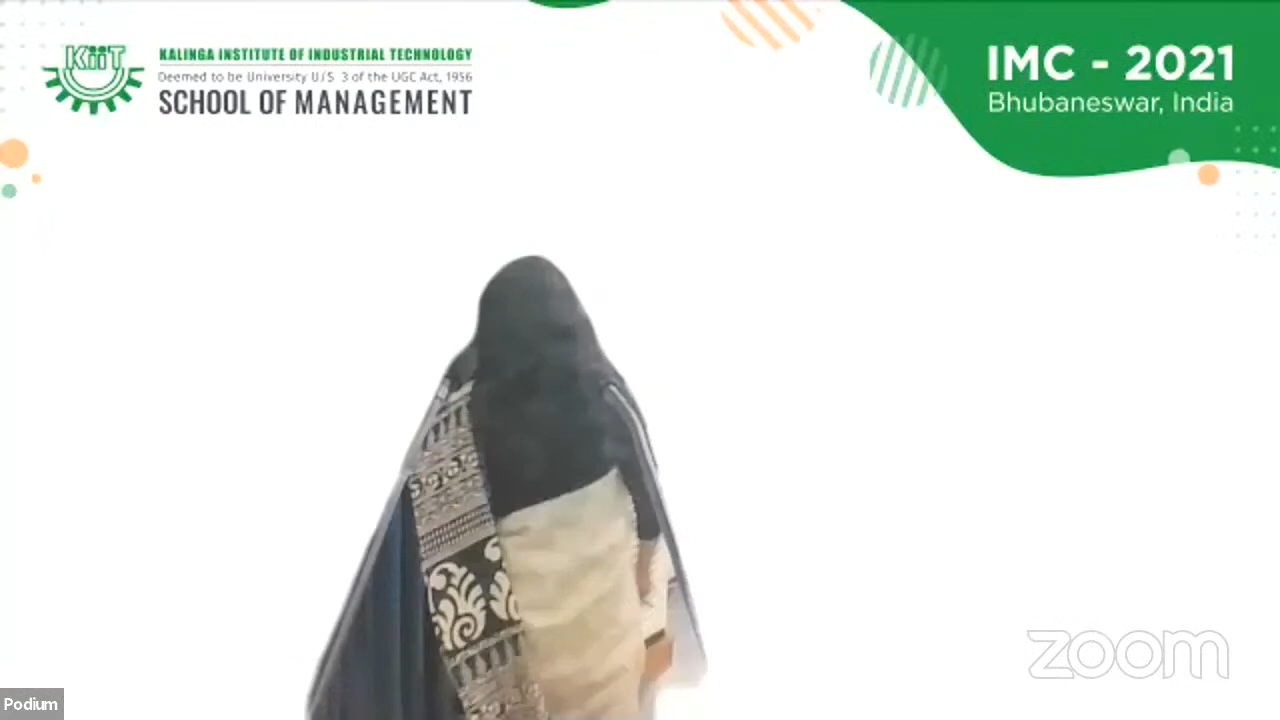 KiiT
KALINGA INSTITUTE OF INDUSTRIAL TECHNOLOGY
Deemed to be University U/S 3 of the UGC Act, 1956
SCHOOL OF MANAGEMENT
IMC - 2021
Bhubaneswar, India
zoom
Podium